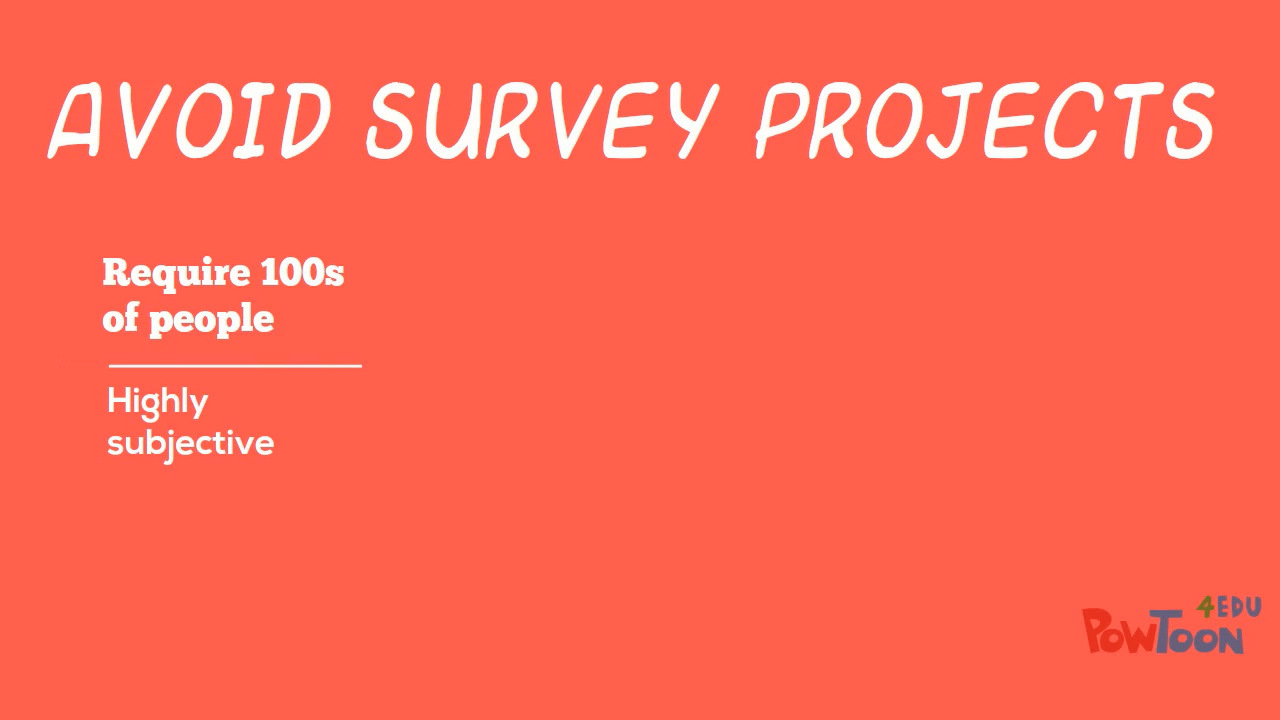 AVOID SURVEY PROJECTS
Require 100s
of people
Highly
subjective
4EDU
POWTOON